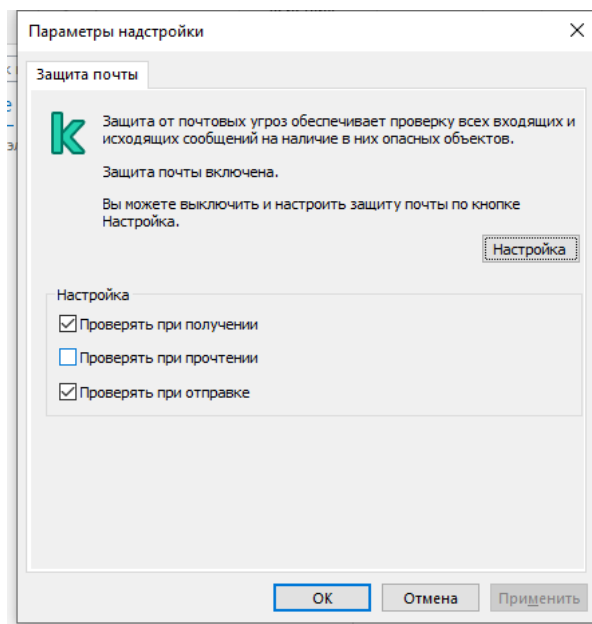 Параметры надстройки
Защита почты
Защита от почтовых угроз обеспечивает проверку всех входящих и
исходящих сообщений на наличие в них опасных объектов.
Защита почты включена.
Вы можете выключить и настроить защиту почты по кнопке
Настройка.
Настройка
Настройка
Проверять при получении
Проверять при прочтении
Проверять при отправке
ОК
Отмена
Применить